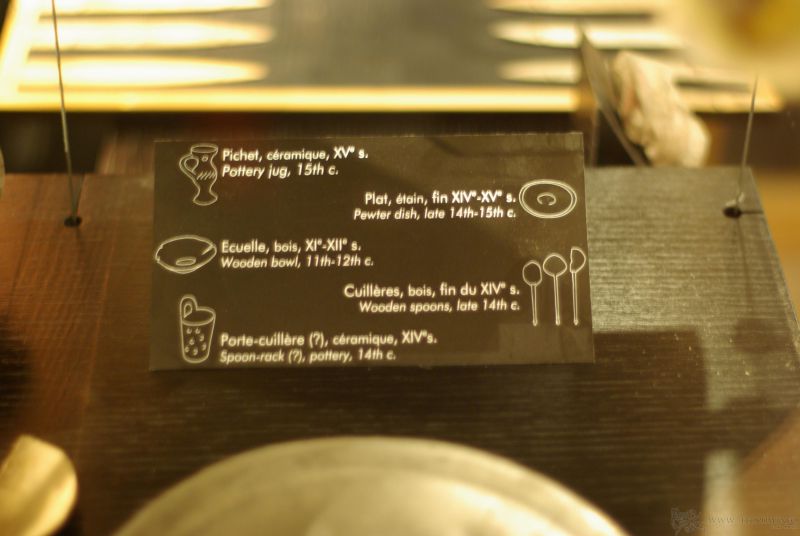 Pichet, céramique, XVᵉ s.
Pottery jug, 15th c.
Plat, étain, fin XIVᵉ-XVᵉ s.
Pewter dish, late 14th-15th c.
Ecuelle, bois, XIᵉ-XIIᵉ s.
Wooden bowl, 11th-12th c.
Cuillères, bois, fin du XIVᵉ s.
Wooden spoons, late 14th c.
Porte-cuillère (?), céramique, XIVᵉs.
Spoon-rack (?), pottery, 14th c.